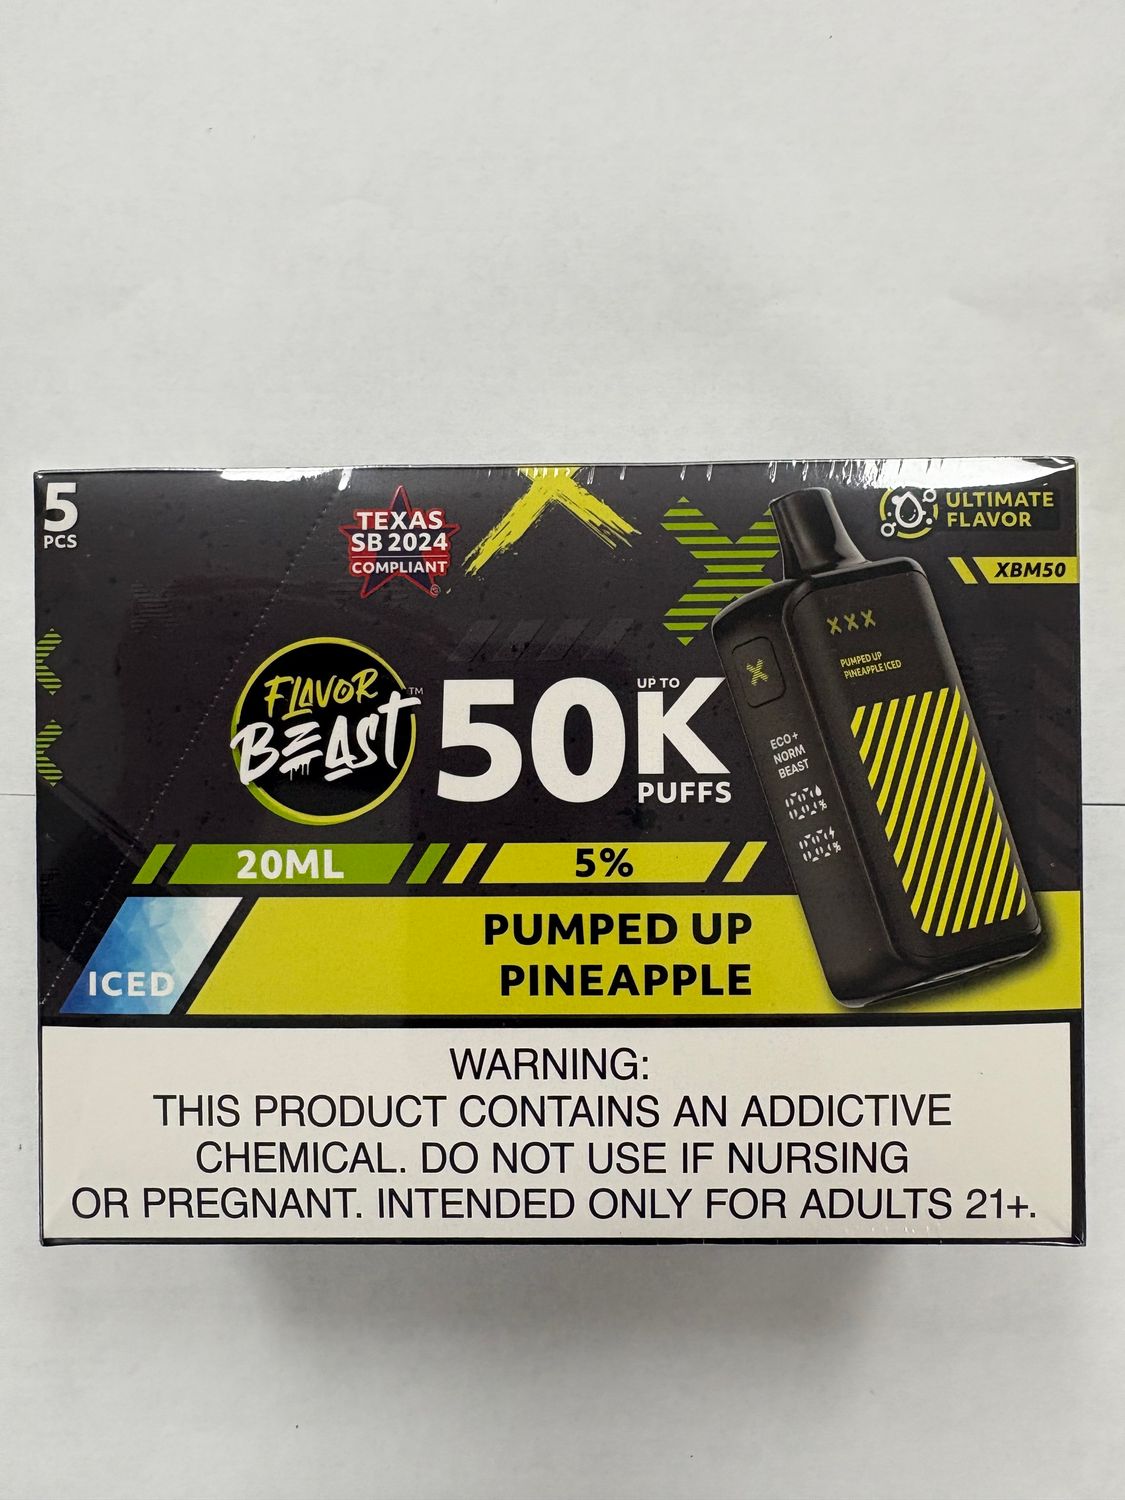 5
PCS
TEXAS
SB 2024
COMPLIANT
ULTIMATE
FLAVOR
XBM50
XXX
PUMPED UP
PINEAPPLE ICED
X
ECO+
NORM
BEAST
FLAVOR
BEAST™
50K
UP TO
PUFFS
20ML
5%
ICED
PUMPED UP
PINEAPPLE
WARNING:
THIS PRODUCT CONTAINS AN ADDICTIVE
CHEMICAL. DO NOT USE IF NURSING
OR PREGNANT. INTENDED ONLY FOR ADULTS 21+.